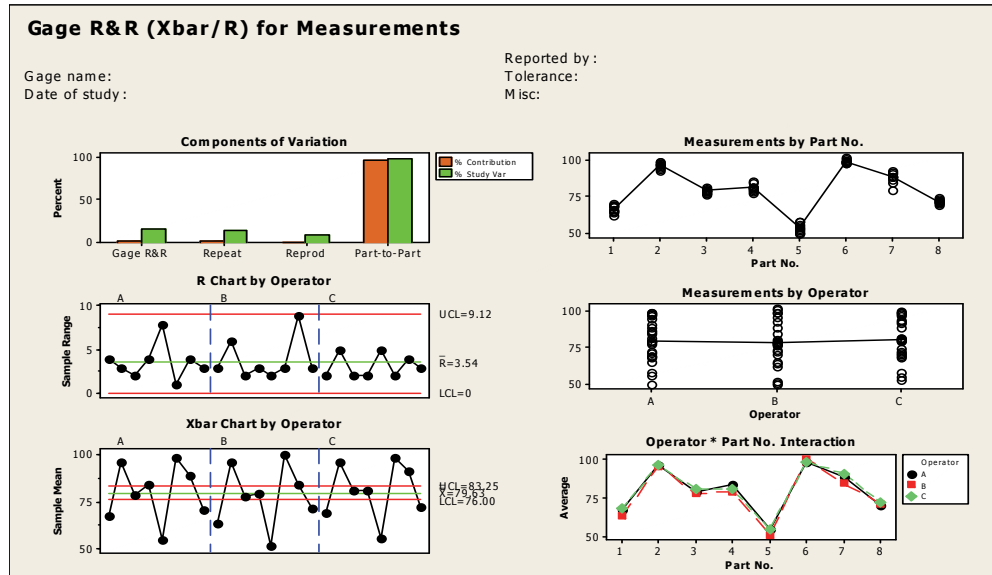 Gage R&R (Xbar/R) for Measurements
Reported by :
Gage name:
Tolerance:
Date of study :
Misc:
Components of Variation
100
50
0
Percent
Gage R&R
Repeat
Reprod
Part-to-Part
% Contribution
% Study Var
Measurements by Part No.
100
75
50
1 2 3 4 5 6 7 8
Part No.
R Chart by Operator
A B C
10
5
0
Sample Range
UCL=9.12
R=3.54
LCL=0
Measurements by Operator
100
75
50
A B C
Operator
Xbar Chart by Operator
A B C
100
75
50
Sample Mean
UCL=83.25
X=79.63
LCL=76.00
Operator * Part No. Interaction
100
75
50
Average
1 2 3 4 5 6 7 8
Part No.
Operator
A
B
C